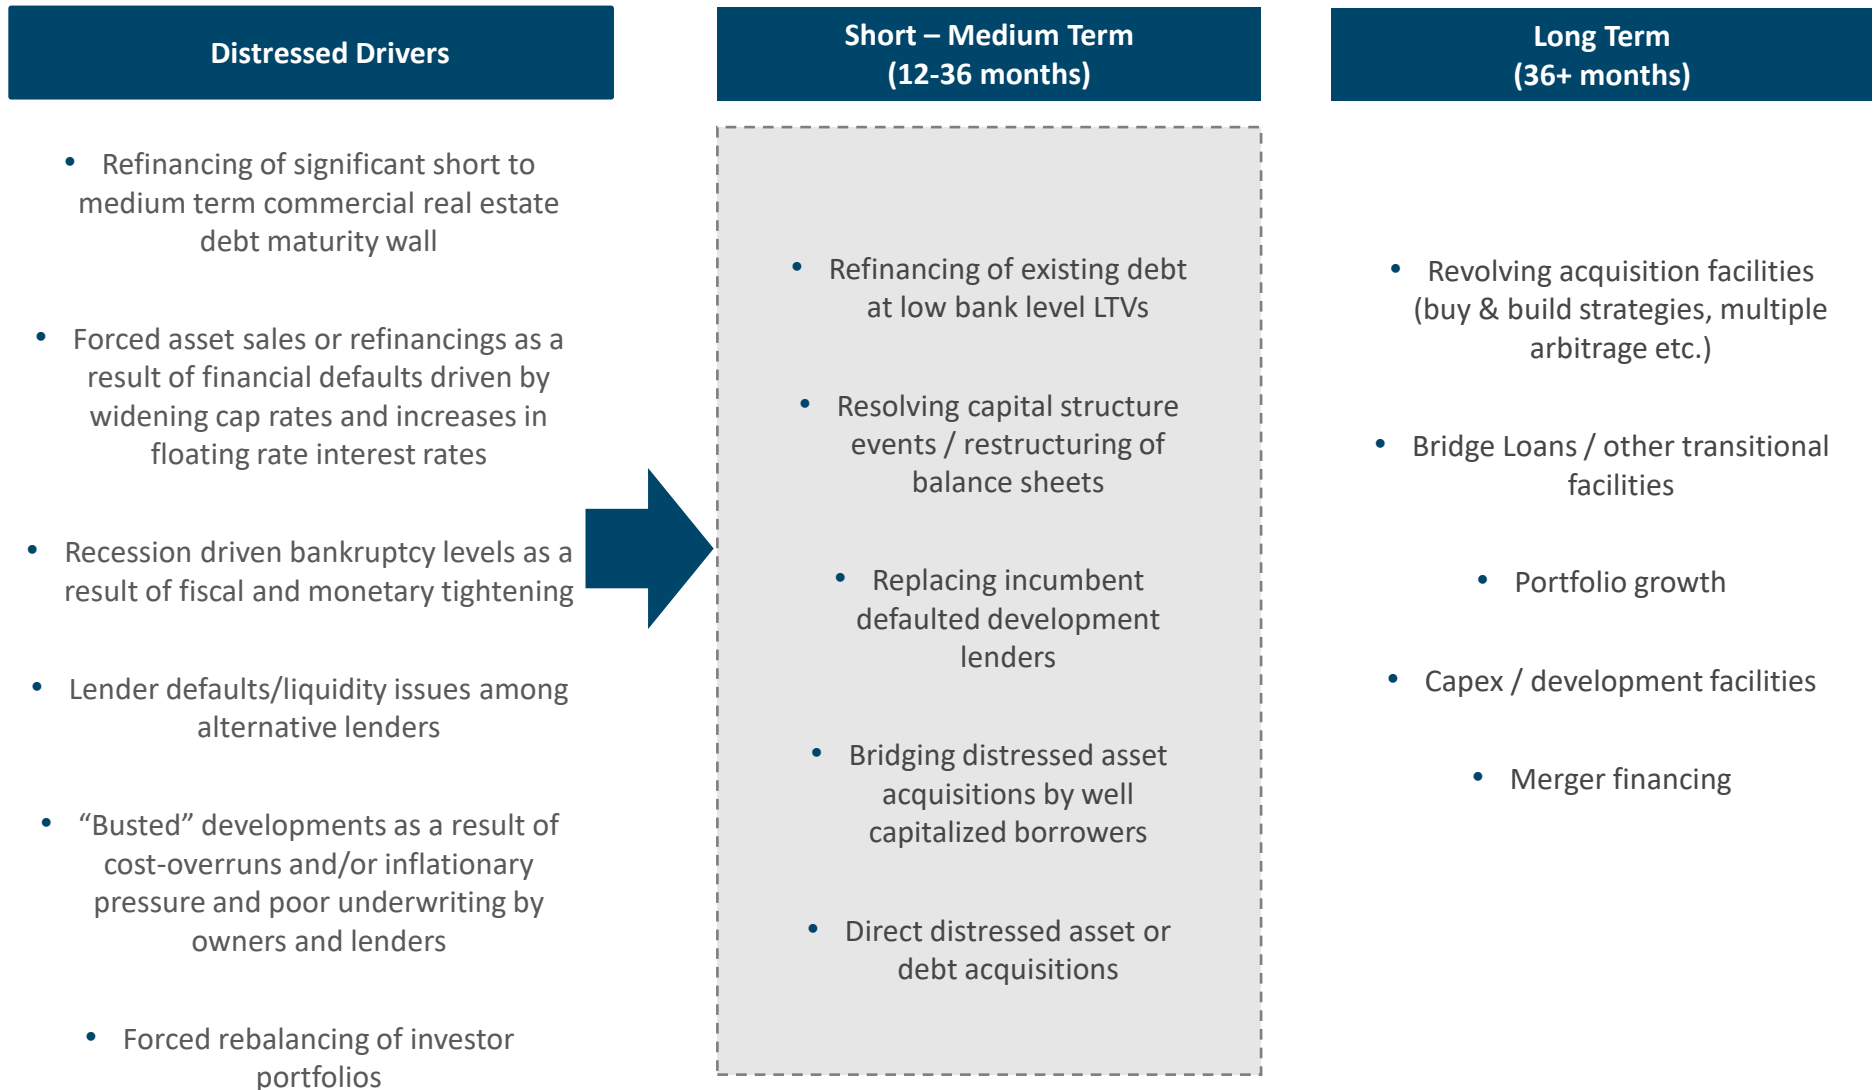 Distressed Drivers
• Refinancing of significant short to
medium term commercial real estate
debt maturity wall
• Forced asset sales or refinancings as a
result of financial defaults driven by
widening cap rates and increases in
floating rate interest rates
• Recession driven bankruptcy levels as a
result of fiscal and monetary tightening
• Lender defaults/liquidity issues among
alternative lenders
• “Busted” developments as a result of
cost-overruns and/or inflationary
pressure and poor underwriting by
owners and lenders
• Forced rebalancing of investor
portfolios
Short – Medium Term
(12-36 months)
• Refinancing of existing debt
at low bank level LTVs
• Resolving capital structure
events / restructuring of
balance sheets
• Replacing incumbent
defaulted development
lenders
• Bridging distressed asset
acquisitions by well
capitalized borrowers
• Direct distressed asset or
debt acquisitions
Long Term
(36+ months)
• Revolving acquisition facilities
(buy & build strategies, multiple
arbitrage etc.)
• Bridge Loans / other transitional
facilities
• Portfolio growth
• Capex / development facilities
• Merger financing